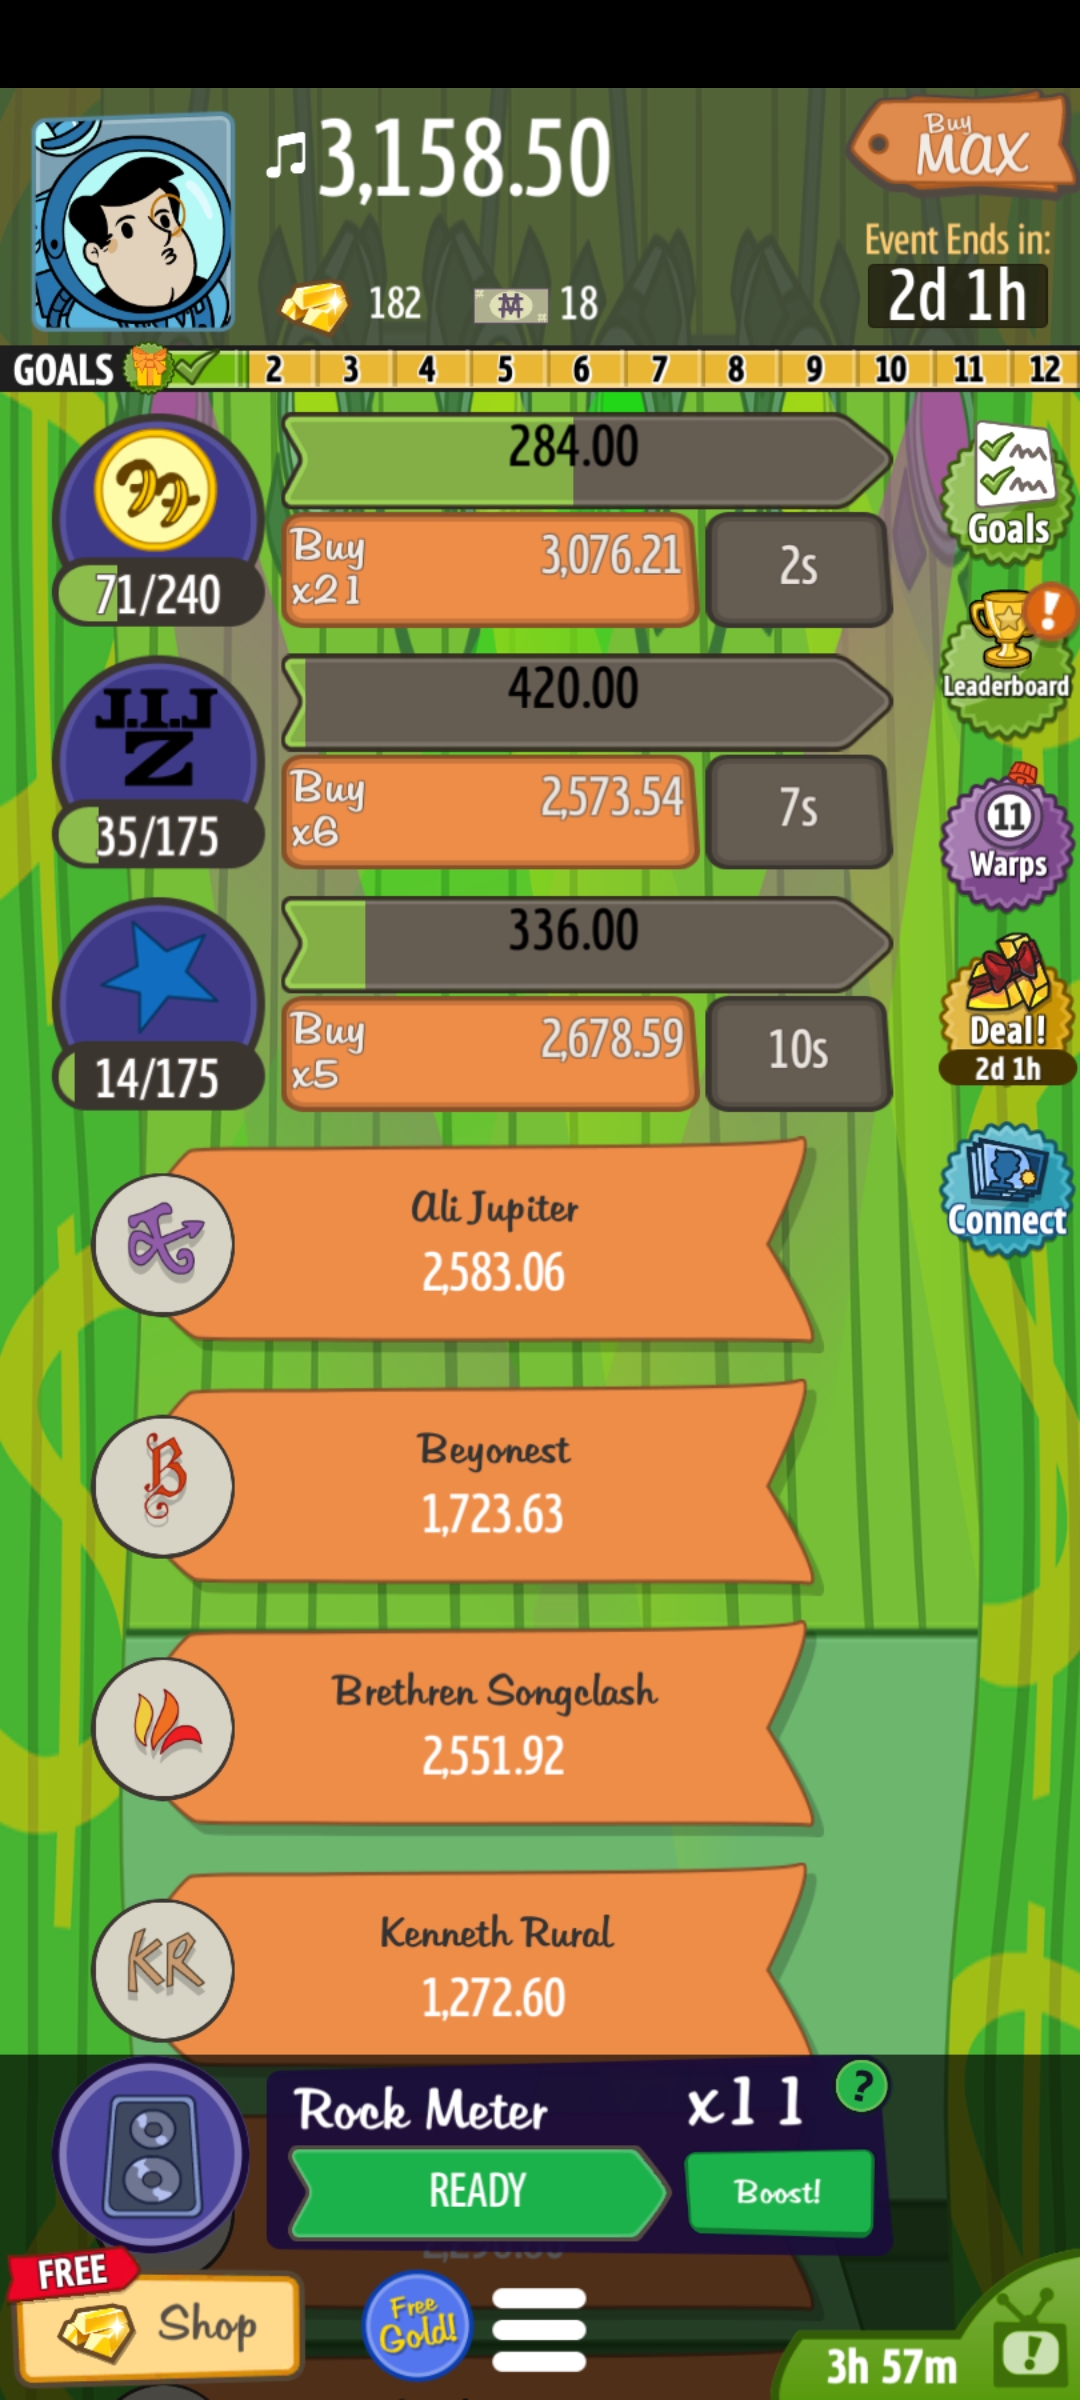 3,158.50
Buy
MAX
182
18
Event Ends in:
2d 1h
GOALS 2 3 4 5 6 7 8 9 10 11 12
284.00
71/240
Buy
x21
3,076.21
2s
Goals
J.I.J
Z
420.00
35/175
Buy
x6
2,573.54
7s
!
Leaderboard
11
Warps
336.00
14/175
Buy
x5
2,678.59
10s
Deal!
2d 1h
Connect
Ali Jupiter
2,583.06
B
Beyonest
1,723.63
Brethren Songclash
2,551.92
KR
Kenneth Rural
1,272.60
Rock Meter
x11
?
READY
Boost!
FREE
Shop
Free
Gold!
3h 57m
!